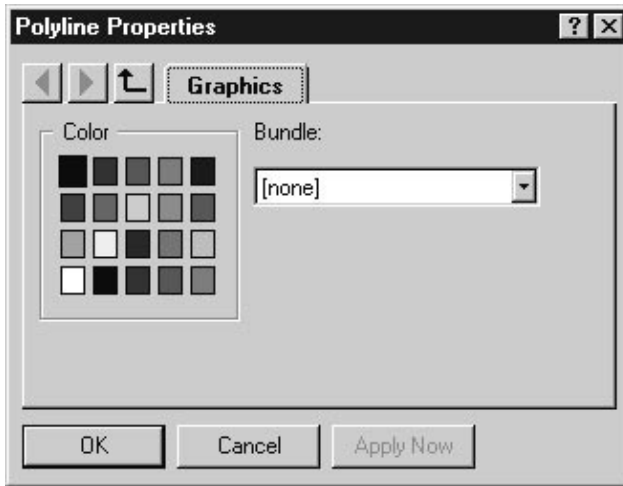 Polyline Properties
Graphics
Color
Bundle:
[none]
OK
Cancel
Apply Now